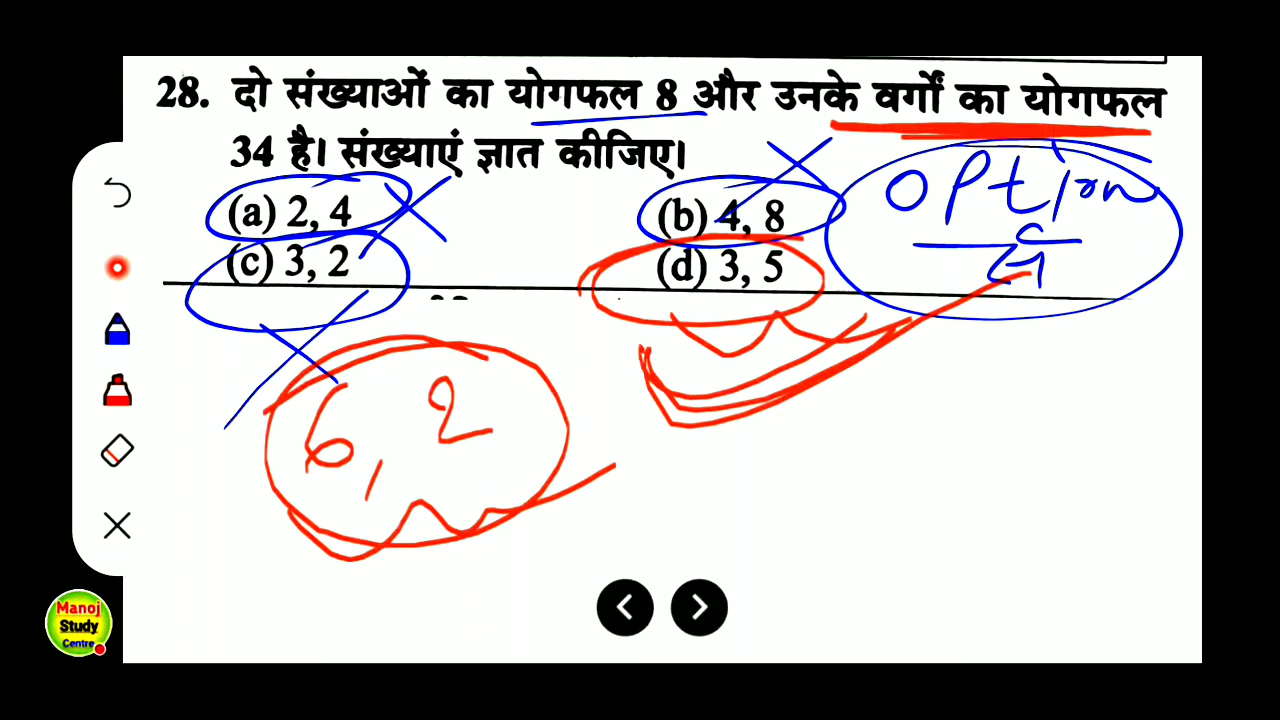 28. दो संख्याओं का योगफल 8 और उनके वर्गों का योगफल
34 है। संख्याएं ज्ञात कीजिए।
(a) 2, 4 (b) 4, 8
(c) 3, 2 (d) 3, 5
option
से
6, 2
Manoj
Study
Centre